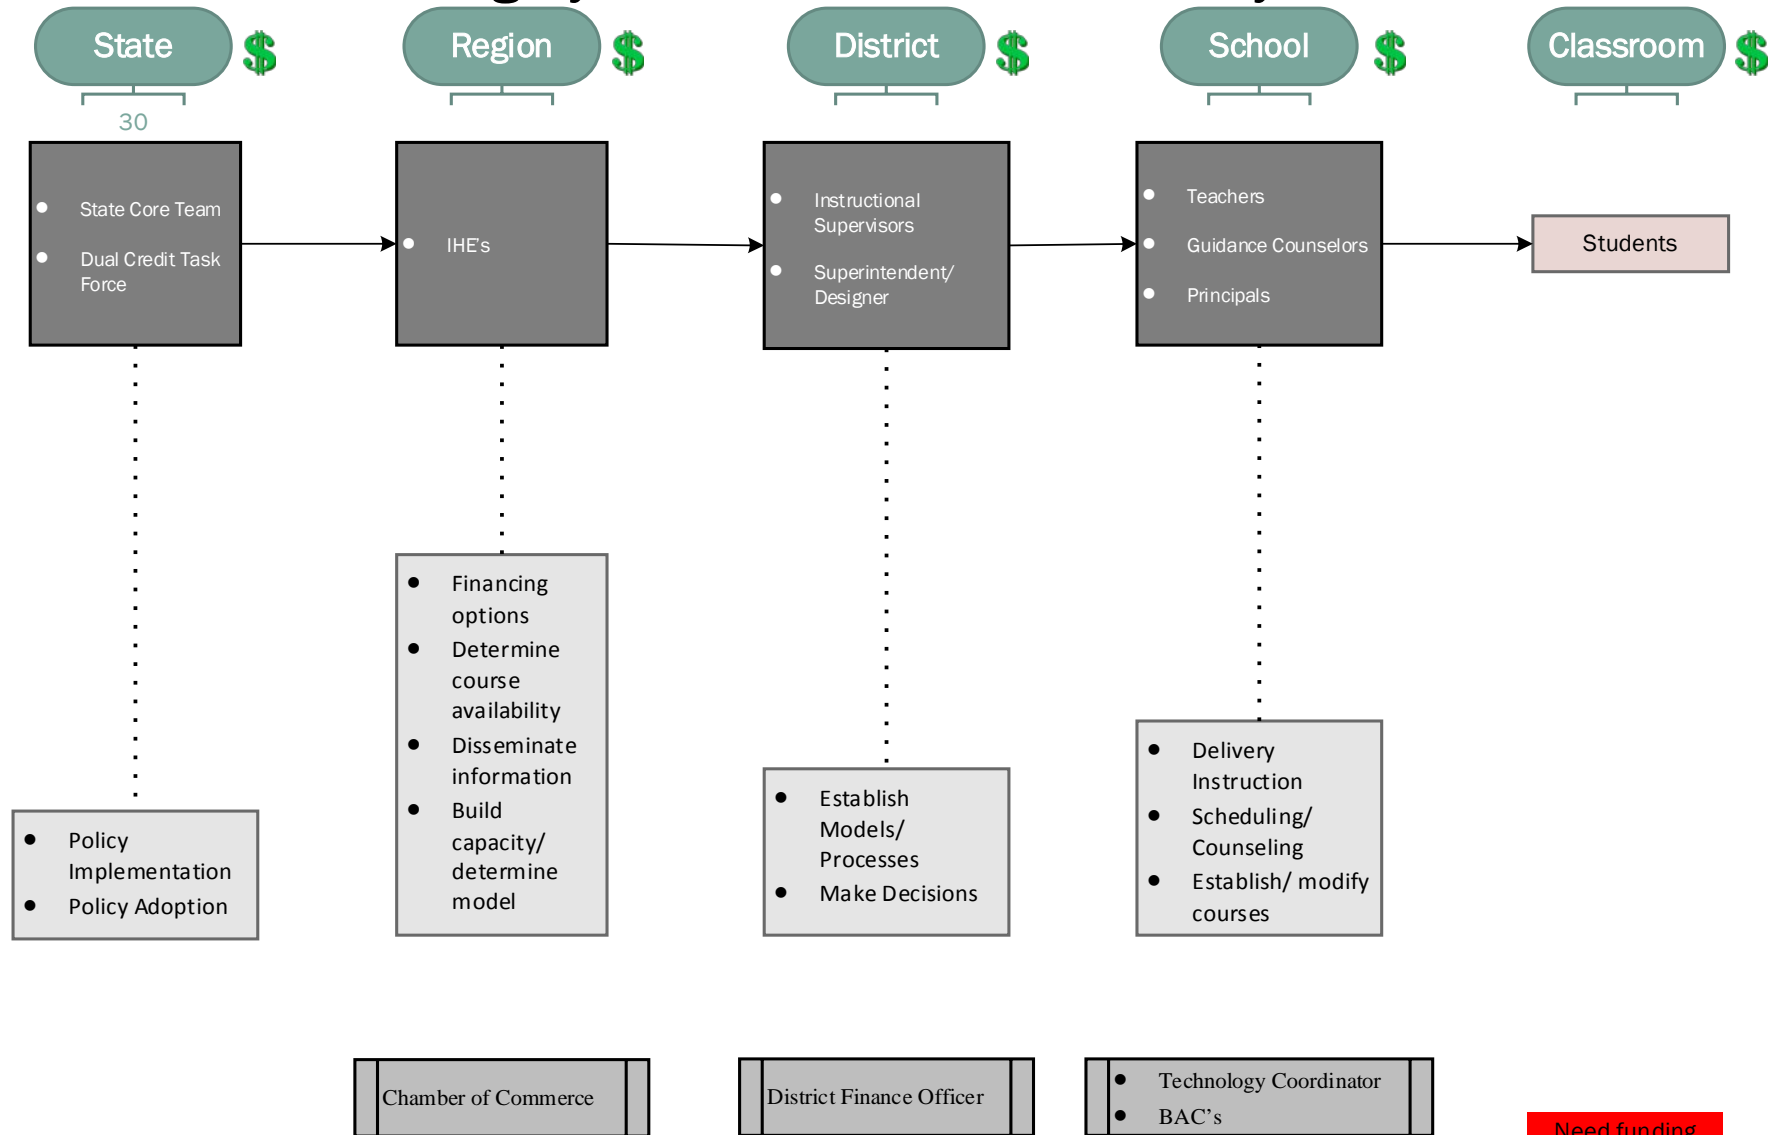 State
Region
District
School
Classroom
30
State Core Team
Dual Credit Task
Force
IHE's
Instructional
Supervisors
Superintendent/
Designer
Teachers
Guidance Counselors
Principals
Students
Financing
options
Determine
course
availability
Disseminate
information
Build
capacity/
determine
model
Policy
Implementation
Policy Adoption
Establish
Models/
Processes
Make Decisions
Delivery
Instruction
Scheduling/
Counseling
Establish/ modify
courses
Chamber of Commerce
District Finance Officer
Technology Coordinator
BAC's
Need funding